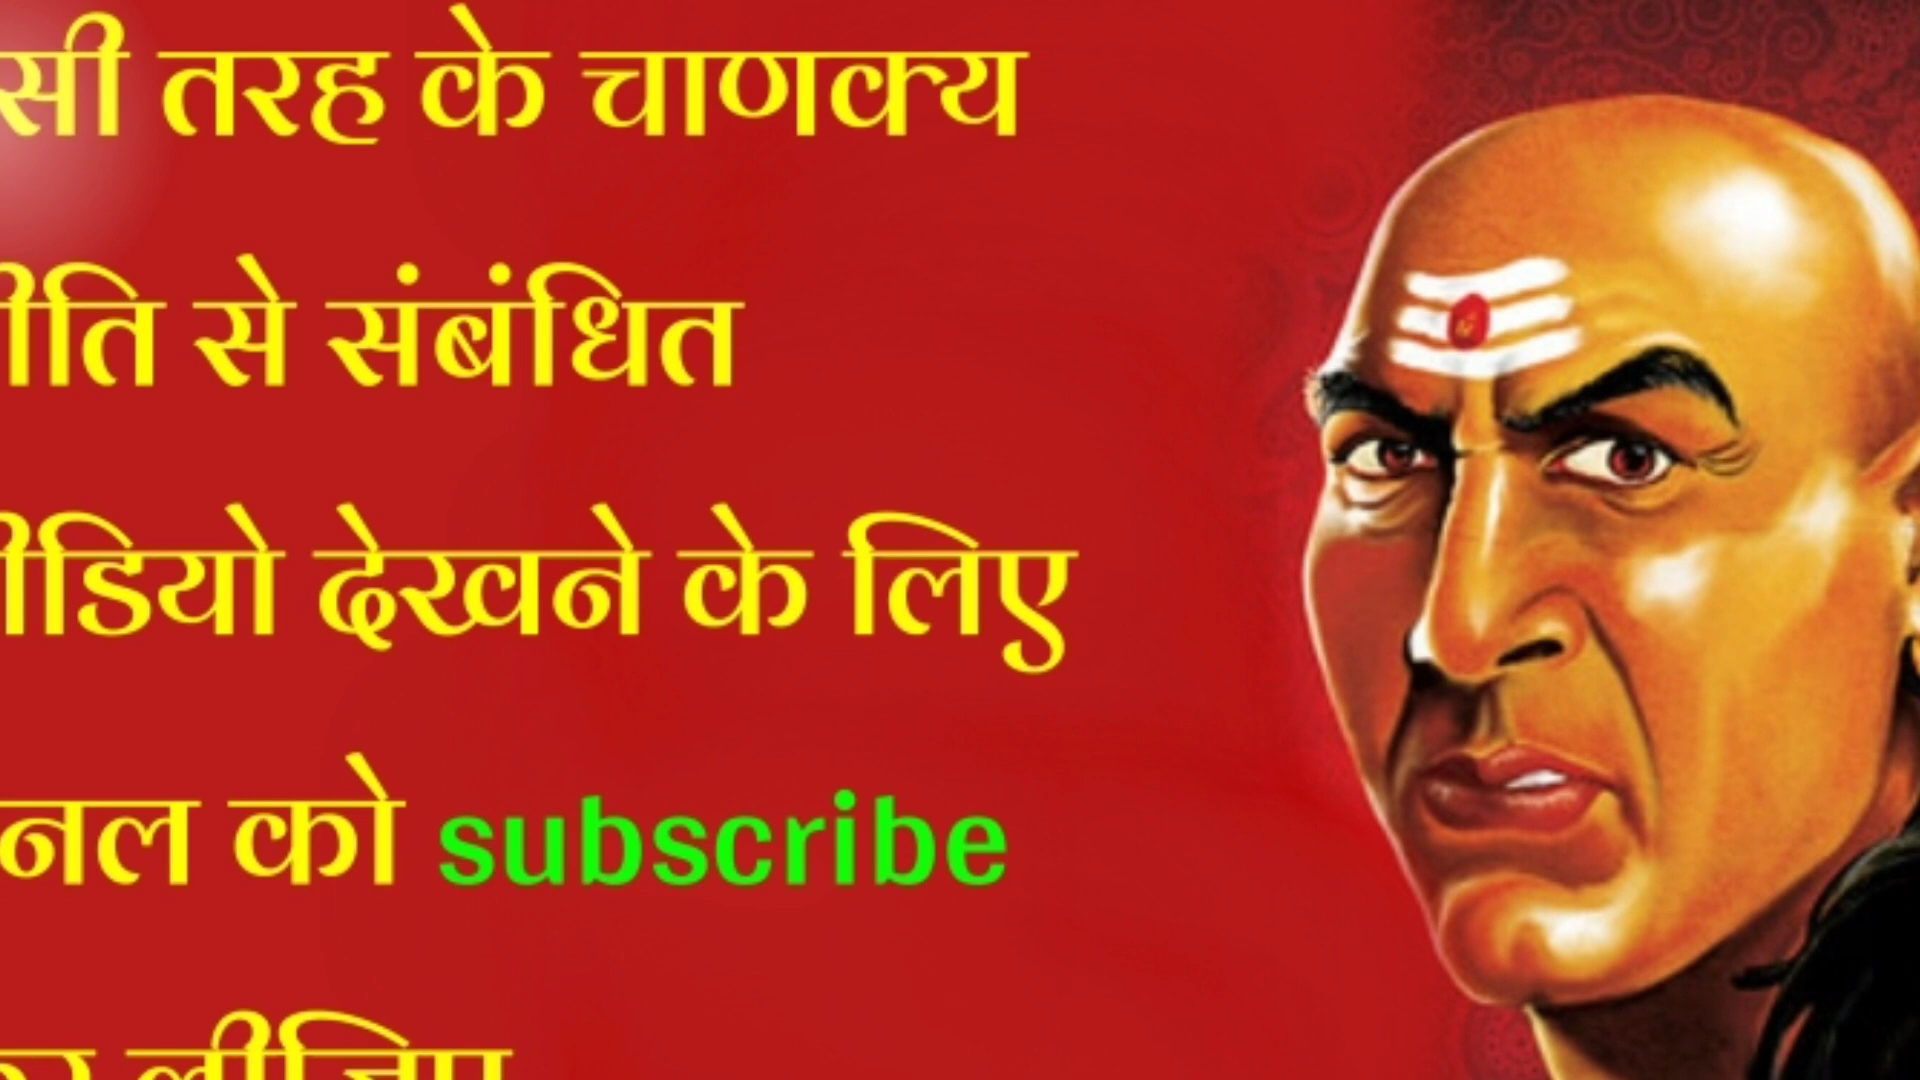 सी तरह के चाणक्य
ीति से संबंधित
ीडियो देखने के लिए
नल को subscribe
लीजिए